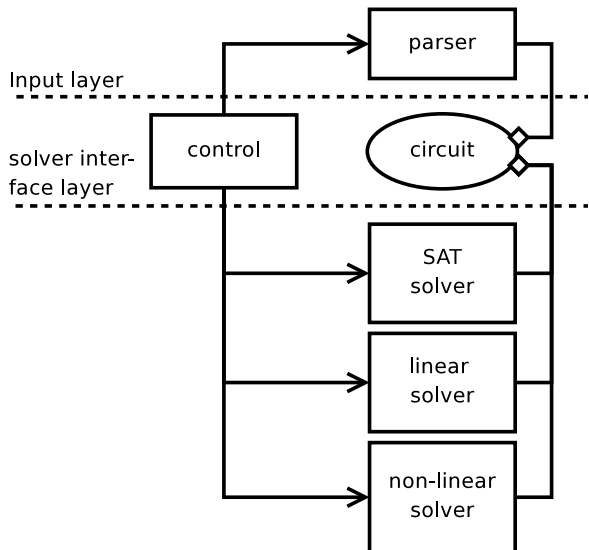 parser
Input layer
control
circuit
solver inter-
face layer
SAT
solver
linear
solver
non-linear
solver